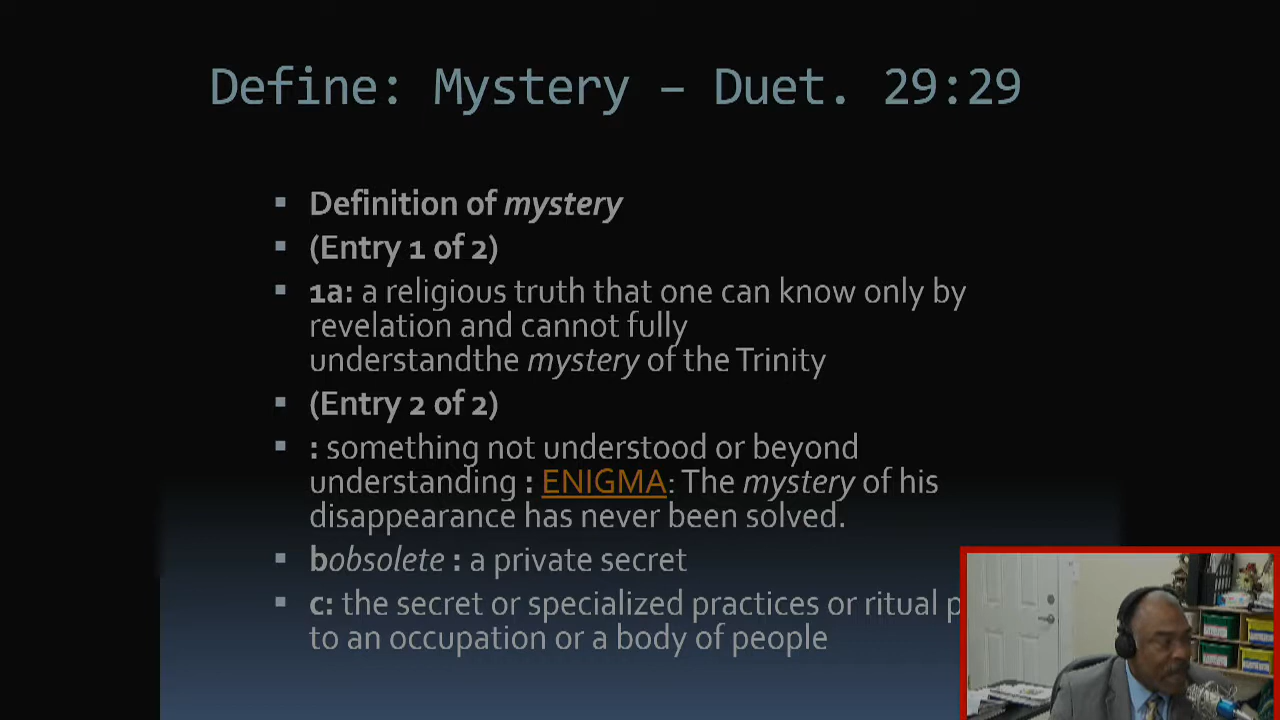 Define: Mystery – Duet. 29:29
▪ Definition of mystery
▪ (Entry 1 of 2)
▪ 1a: a religious truth that one can know only by
revelation and cannot fully
understandthe mystery of the Trinity
▪ (Entry 2 of 2)
▪ : something not understood or beyond
understanding : ENIGMA: The mystery of his
disappearance has never been solved.
▪ bobsolete : a private secret
▪ c: the secret or specialized practices or ritual p
to an occupation or a body of people